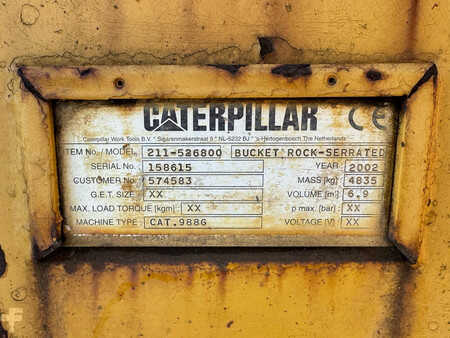 CATERPILLAR CE
Caterpillar Work Tools B.V. * Sigarenmakerstraat 9 * NL-5232 BJ * 's-Hertogenbosch The Netherlands
TEM No./ MODEL 211-526800 BUCKET ROCK-SERRATED
SERIAL No. 158615 YEAR 2002
CUSTOMER No. 574583 MASS [kg] 4835
G.E.T. SIZE XX VOLUME [m³] 6.9
MAX. LOAD TORQUE [kgm] XX p max. [bar] XX
MACHINE TYPE CAT.988G VOLTAGE [V] XX